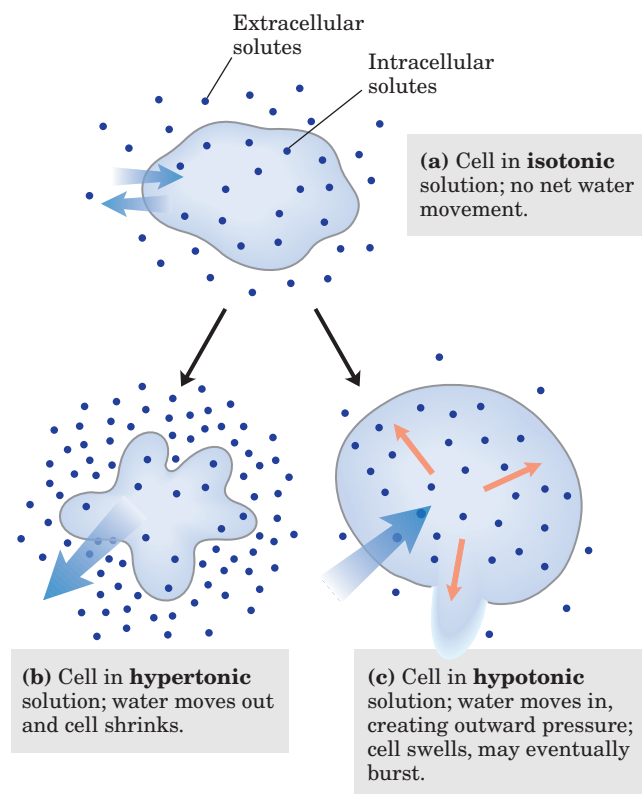 Extracellular
solutes
Intracellular
solutes
(a) Cell in isotonic
solution; no net water
movement.
(b) Cell in hypertonic
solution; water moves out
and cell shrinks.
(c) Cell in hypotonic
solution; water moves in,
creating outward pressure;
cell swells, may eventually
burst.